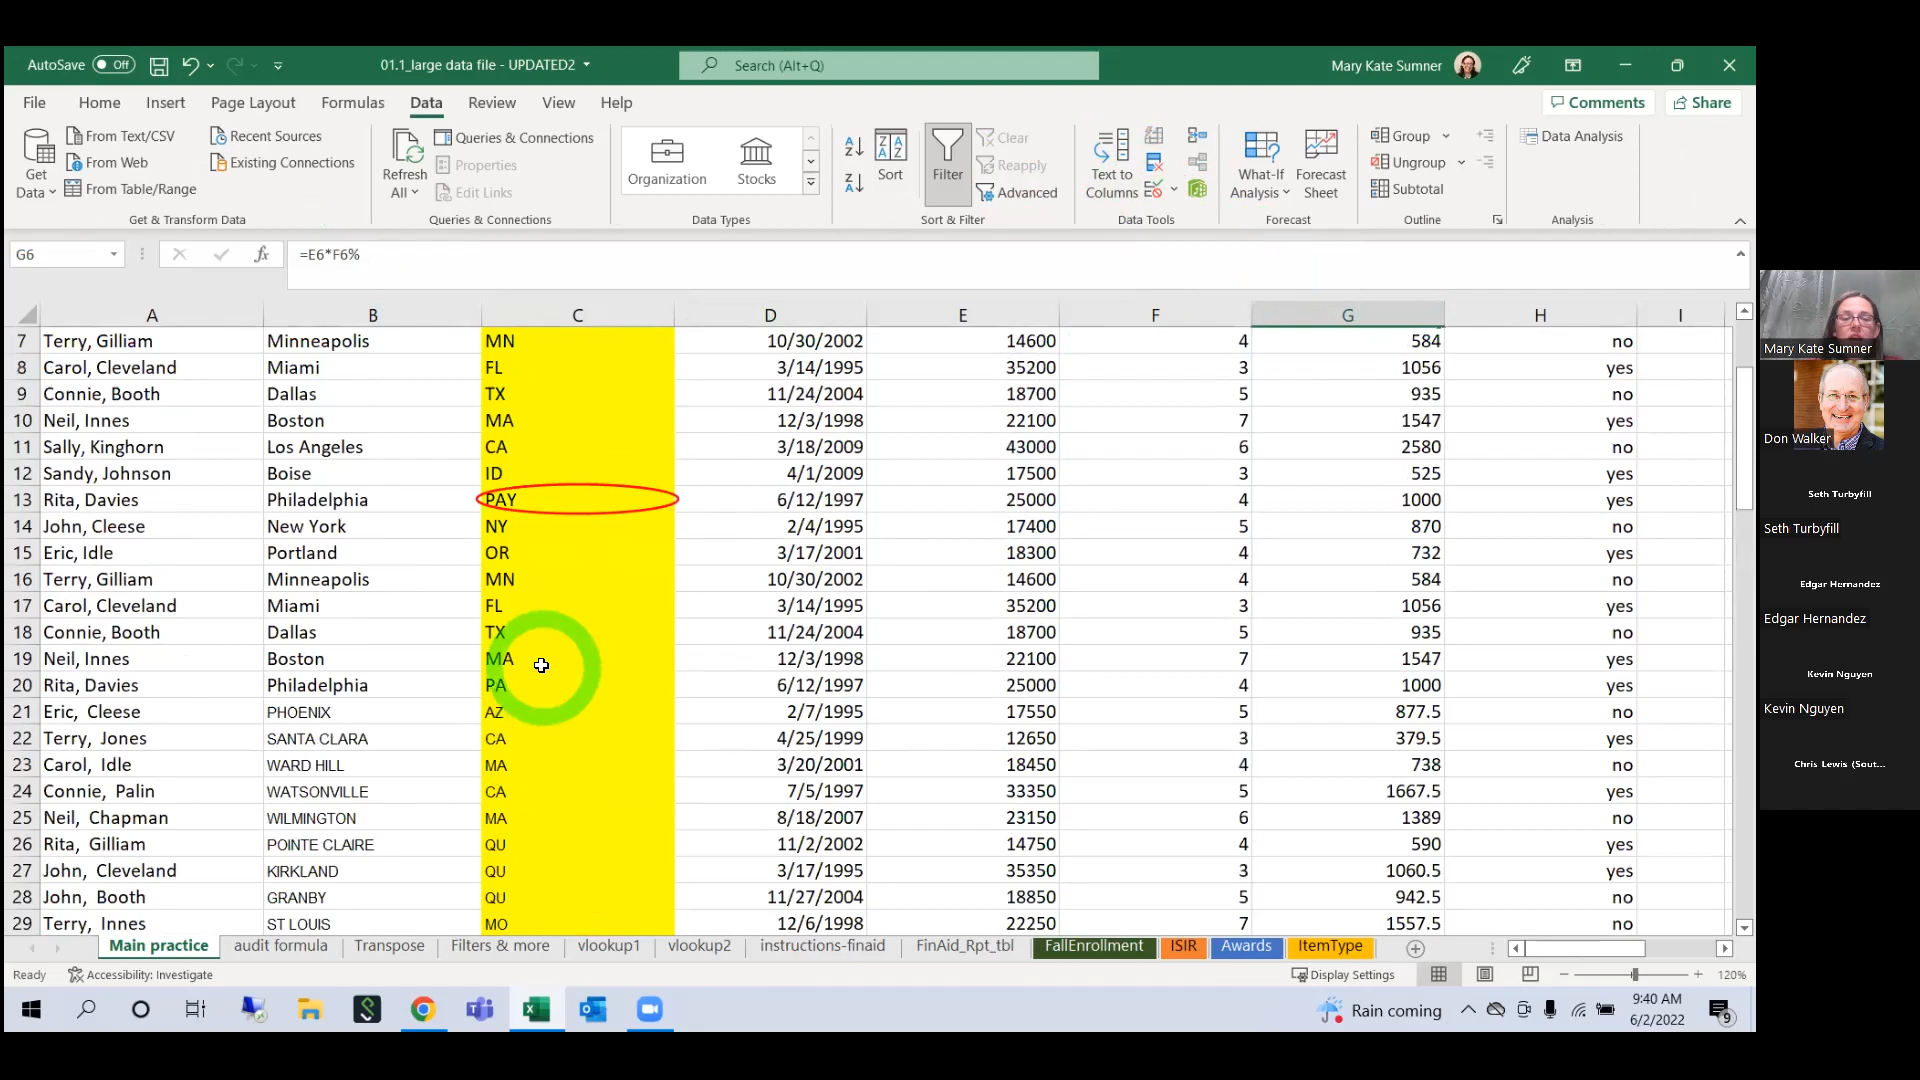 AutoSave Off 01.1_large data file - UPDATED2 Search (Alt+Q) Mary Kate Sumner
File Home Insert Page Layout Formulas Data Review View Help Comments Share
From Text/CSV
From Web
From Table/Range
Get Data
Recent Sources
Existing Connections
Get & Transform Data
Refresh All
Queries & Connections
Properties
Edit Links
Queries & Connections
Organization Stocks
Data Types
Sort
Filter
Clear
Reapply
Advanced
Sort & Filter
Text to Columns
Data Tools
What-If Analysis
Forecast Sheet
Forecast
Group
Ungroup
Subtotal
Outline
Data Analysis
Analysis
G6 fx =E6*F6%
A B C D E F G H I
7 Terry, Gilliam Minneapolis MN 10/30/2002 14600 4 584 no
8 Carol, Cleveland Miami FL 3/14/1995 35200 3 1056 yes
9 Connie, Booth Dallas TX 11/24/2004 18700 5 935 no
10 Neil, Innes Boston MA 12/3/1998 22100 7 1547 yes
11 Sally, Kinghorn Los Angeles CA 3/18/2009 43000 6 2580 no
12 Sandy, Johnson Boise ID 4/1/2009 17500 3 525 yes
13 Rita, Davies Philadelphia PAY 6/12/1997 25000 4 1000 yes
14 John, Cleese New York NY 2/4/1995 17400 5 870 no
15 Eric, Idle Portland OR 3/17/2001 18300 4 732 yes
16 Terry, Gilliam Minneapolis MN 10/30/2002 14600 4 584 no
17 Carol, Cleveland Miami FL 3/14/1995 35200 3 1056 yes
18 Connie, Booth Dallas TX 11/24/2004 18700 5 935 no
19 Neil, Innes Boston MA 12/3/1998 22100 7 1547 yes
20 Rita, Davies Philadelphia PA 6/12/1997 25000 4 1000 yes
21 Eric, Cleese PHOENIX AZ 2/7/1995 17550 5 877.5 no
22 Terry, Jones SANTA CLARA CA 4/25/1999 12650 3 379.5 yes
23 Carol, Idle WARD HILL MA 3/20/2001 18450 4 738 no
24 Connie, Palin WATSONVILLE CA 7/5/1997 33350 5 1667.5 yes
25 Neil, Chapman WILMINGTON MA 8/18/2007 23150 6 1389 no
26 Rita, Gilliam POINTE CLAIRE QU 11/2/2002 14750 4 590 yes
27 John, Cleveland KIRKLAND QU 3/17/1995 35350 3 1060.5 yes
28 John, Booth GRANBY QU 11/27/2004 18850 5 942.5 no
29 Terry, Innes ST LOUIS MO 12/6/1998 22250 7 1557.5 no
Main practice audit formula Transpose Filters & more vlookup1 vlookup2 instructions-finaid FinAid_Rpt_tbl FallEnrollment ISIR Awards ItemType
Ready Accessibility: Investigate Display Settings 120%
Rain coming 9:40 AM
6/2/2022 9
Mary Kate Sumner
Don Walker
Seth Turbyfill
Seth Turbyfill
Edgar Hernandez
Edgar Hernandez
Kevin Nguyen
Kevin Nguyen
Chris Lewis (Sout...